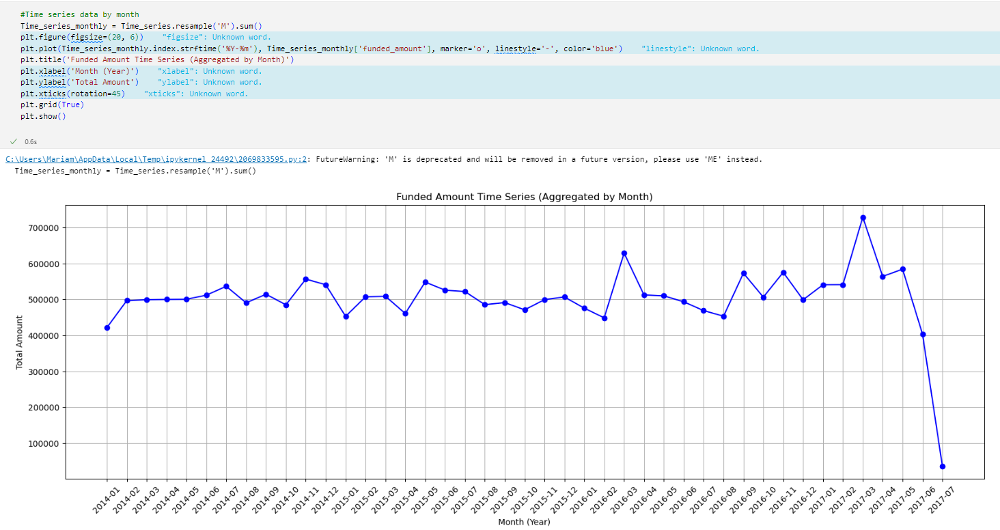 #Time series data by month
Time_series_monthly = Time_series.resample('M').sum()
plt.figure(figsize=(20, 6)) "figsize": Unknown word.
plt.plot(Time_series_monthly.index.strftime('%Y-%m'), Time_series_monthly['funded_amount'], marker='o', linestyle='-', color='blue') "linestyle": Unknown word.
plt.title('Funded Amount Time Series (Aggregated by Month)')
plt.xlabel('Month (Year)') "xlabel": Unknown word.
plt.ylabel('Total Amount') "ylabel": Unknown word.
plt.xticks(rotation=45) "xticks": Unknown word.
plt.grid(True)
plt.show()
0.6s
C:\Users\Mariam\AppData\Local\Temp\ipykernel_24492\2069833595.py:2: FutureWarning: 'M' is deprecated and will be removed in a future version, please use 'ME' instead.
Time_series_monthly = Time_series.resample('M').sum()
Funded Amount Time Series (Aggregated by Month)
700000
600000
500000
400000
300000
200000
100000
Total Amount
2014-01 2014-02 2014-03 2014-04 2014-05 2014-06 2014-07 2014-08 2014-09 2014-10 2014-11 2014-12 2015-01 2015-02 2015-03 2015-04 2015-05 2015-06 2015-07 2015-08 2015-09 2015-10 2015-11 2015-12 2016-01 2016-02 2016-03 2016-04 2016-05 2016-06 2016-07 2016-08 2016-09 2016-10 2016-11 2016-12 2017-01 2017-02 2017-03 2017-04 2017-05 2017-06 2017-07
Month (Year)